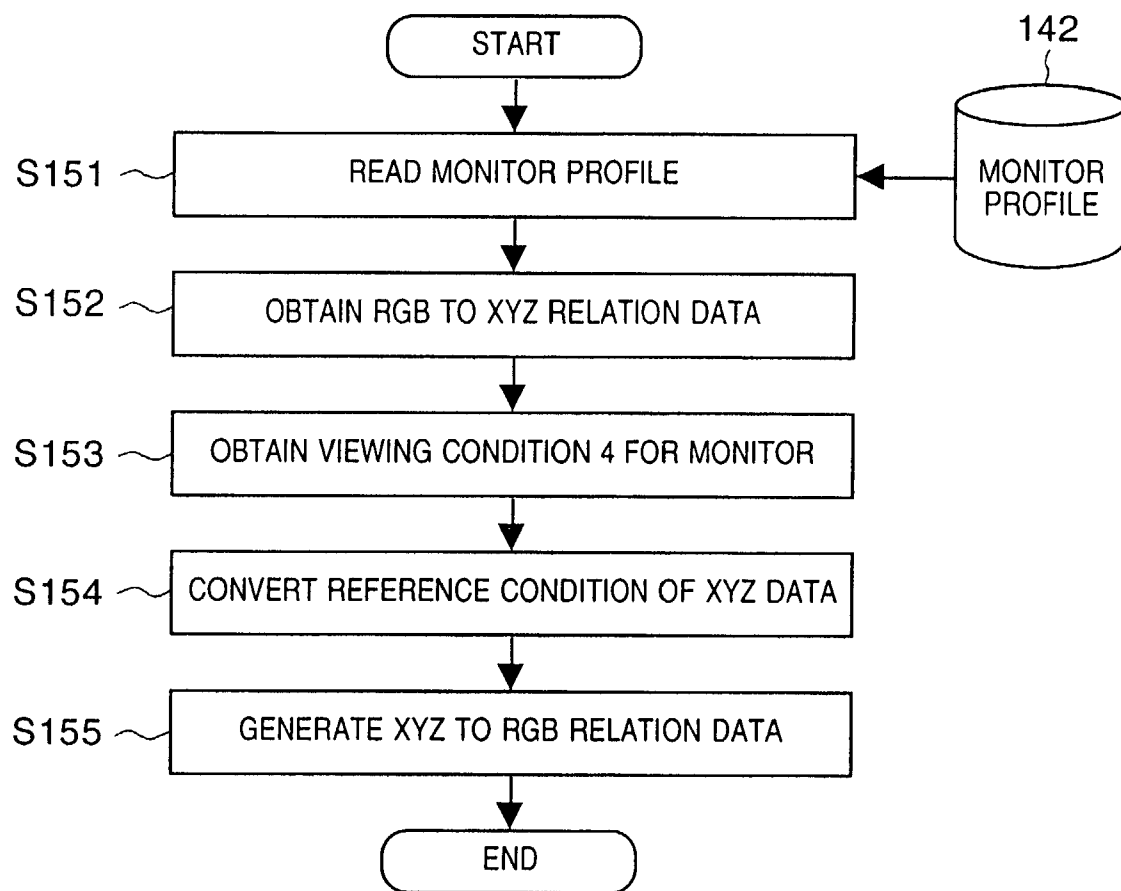 START
142
S151
READ MONITOR PROFILE
MONITOR
PROFILE
S152
OBTAIN RGB TO XYZ RELATION DATA
S153
OBTAIN VIEWING CONDITION 4 FOR MONITOR
S154
CONVERT REFERENCE CONDITION OF XYZ DATA
S155
GENERATE XYZ TO RGB RELATION DATA
END